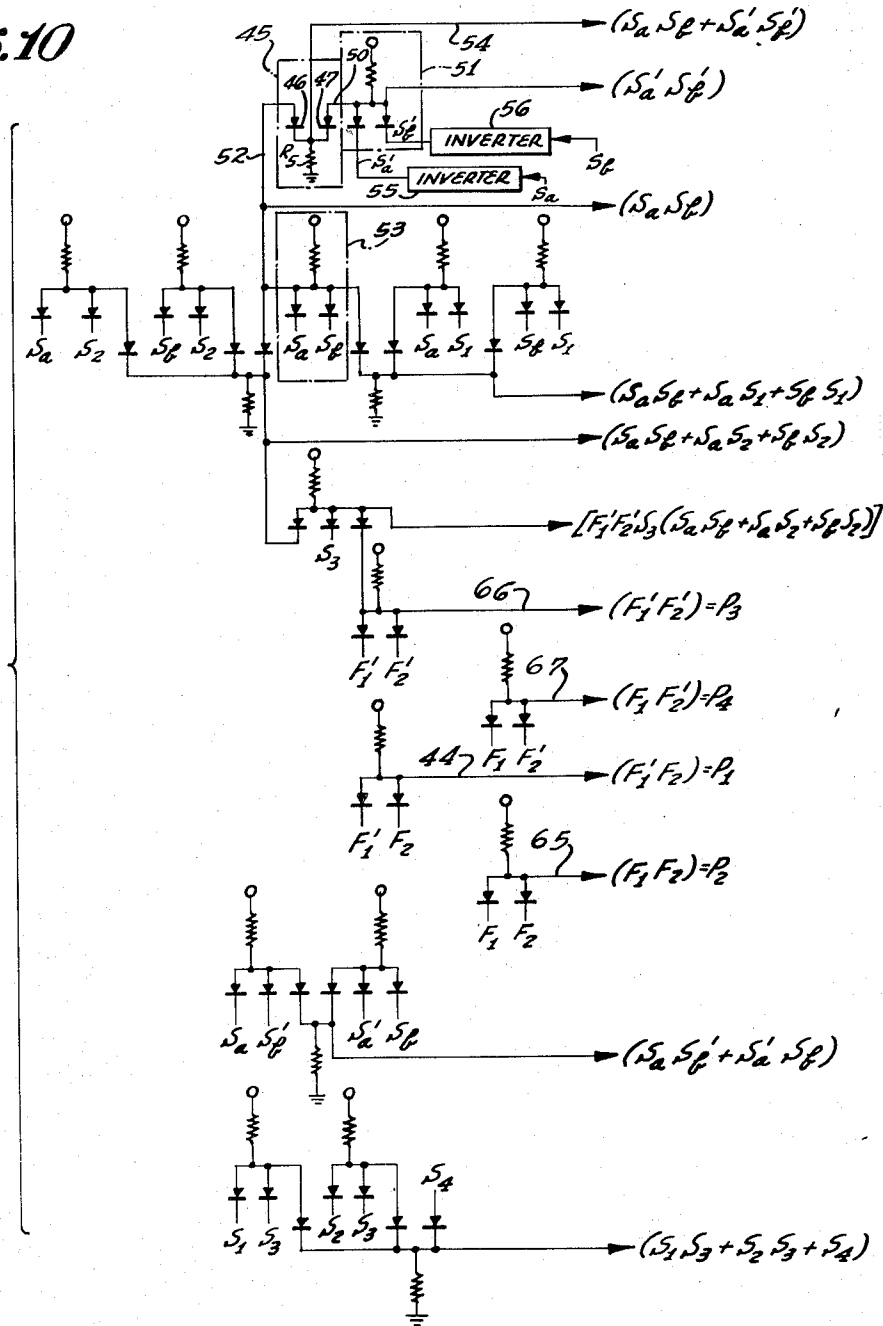 .10
54
(Sa Sb + Sa' Sb')
45
51
46
47
50
(Sa' Sb')
56
Sb'
INVERTER
52
R5
Sa'
Sb
INVERTER
55
Sa
(Sa Sb)
53
Sa S2 Sb S2 Sa Sb Sa S1 Sb S1
(Sa Sb + Sa S1 + Sb S1)
(Sa Sb + Sa S2 + Sb S2)
S3
[F1' F2' S3 (Sa Sb + Sa S2 + Sb S2)]
66
(F1' F2') = P3
F1' F2'
67
(F1 F2') = P4
F1 F2'
44
(F1' F2) = P1
F1' F2
65
(F1 F2) = P2
F1 F2
Sa Sb' Sa' Sb
(Sa Sb' + Sa' Sb)
S4
S1 S3 S2 S3
(S1 S3 + S2 S3 + S4)